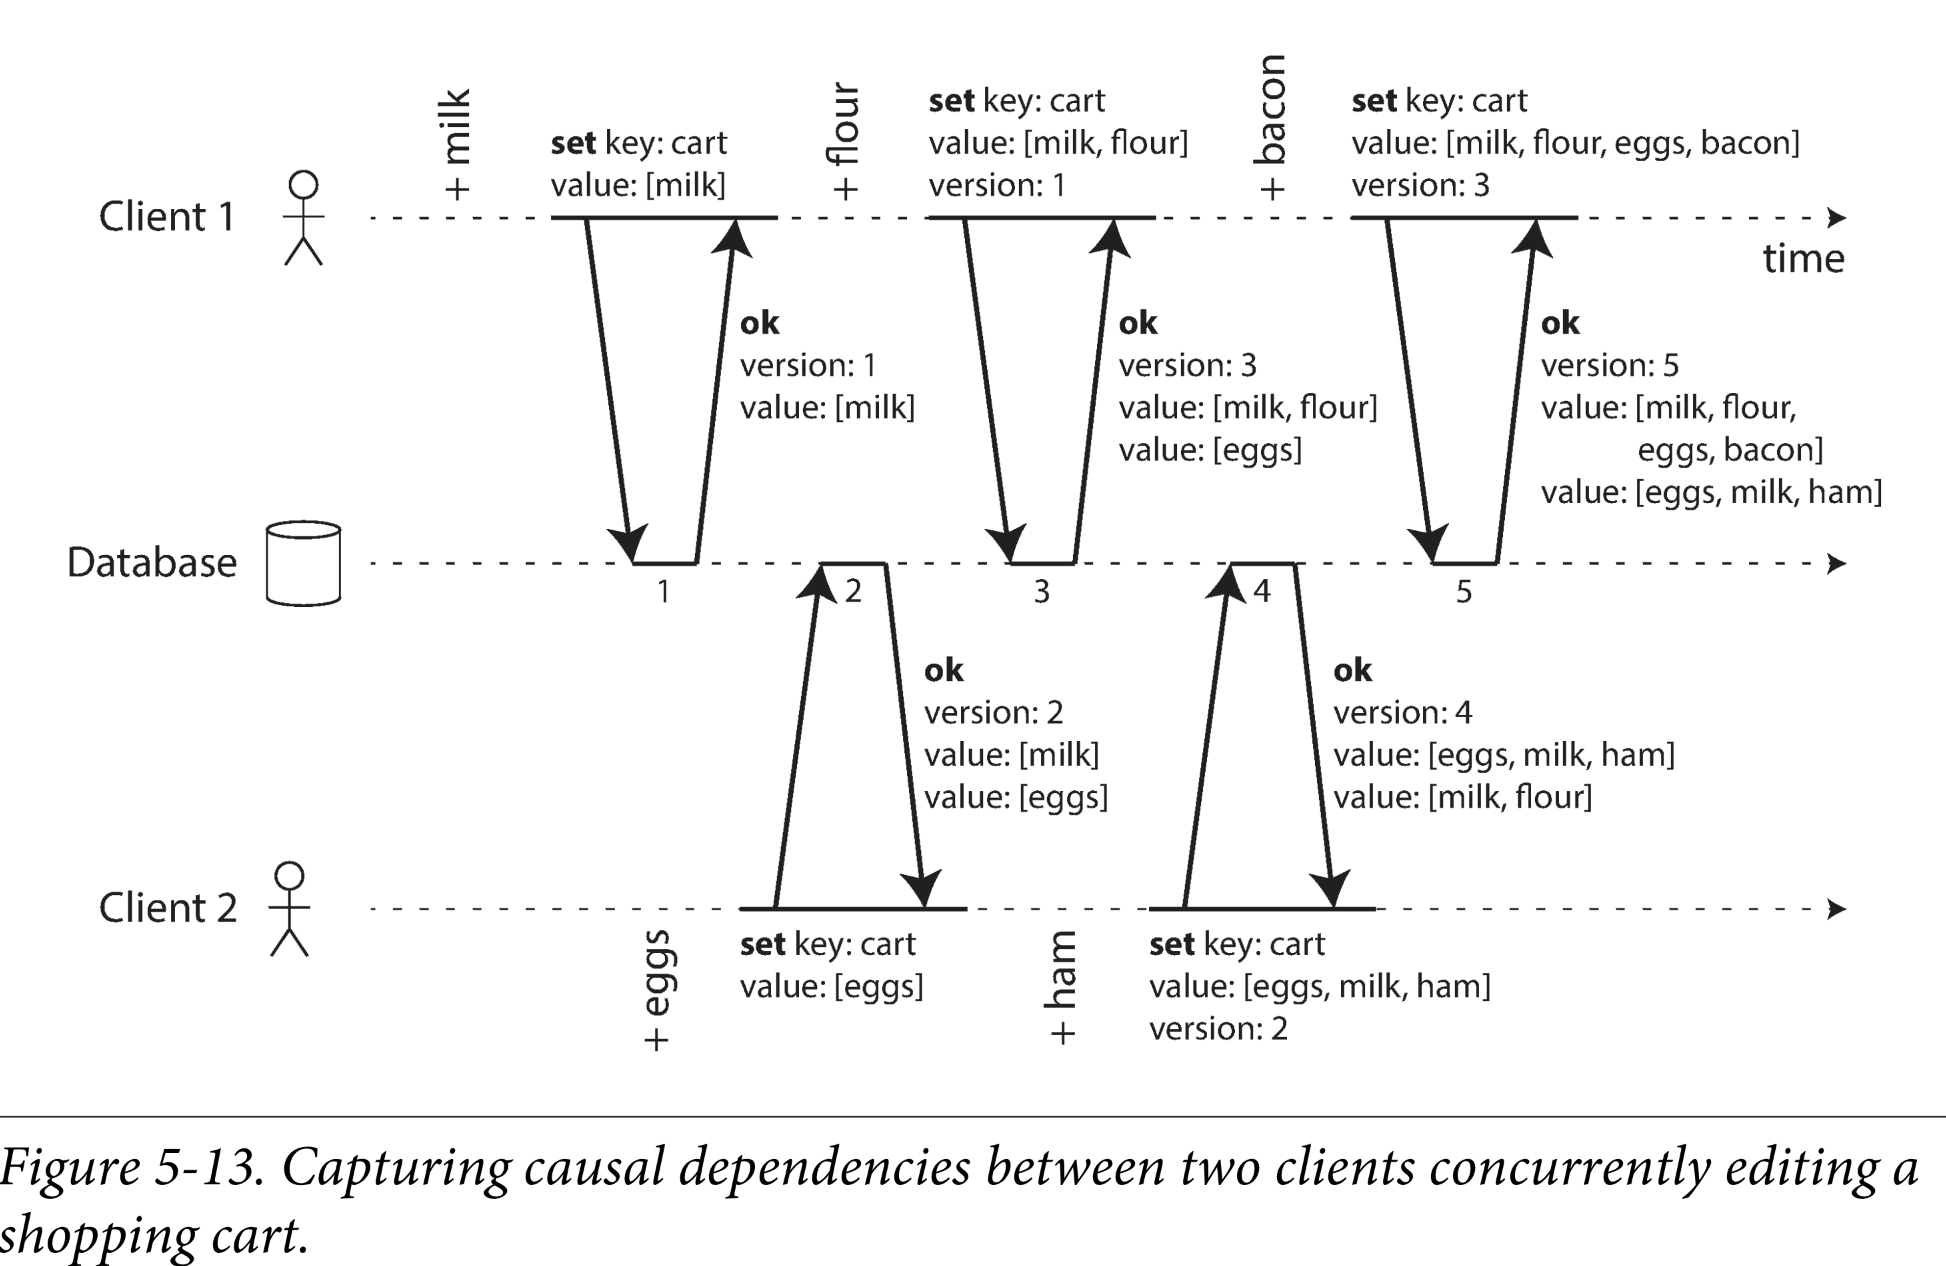 + milk
set key: cart
value: [milk]
+ flour
set key: cart
value: [milk, flour]
version: 1
+ bacon
set key: cart
value: [milk, flour, eggs, bacon]
version: 3
Client 1
time
ok
version: 1
value: [milk]
ok
version: 3
value: [milk, flour]
value: [eggs]
ok
version: 5
value: [milk, flour,
eggs, bacon]
value: [eggs, milk, ham]
Database
1
2
3
4
5
ok
version: 2
value: [milk]
value: [eggs]
ok
version: 4
value: [eggs, milk, ham]
value: [milk, flour]
Client 2
+ eggs
set key: cart
value: [eggs]
+ ham
set key: cart
value: [eggs, milk, ham]
version: 2
Figure 5-13. Capturing causal dependencies between two clients concurrently editing a
shopping cart.